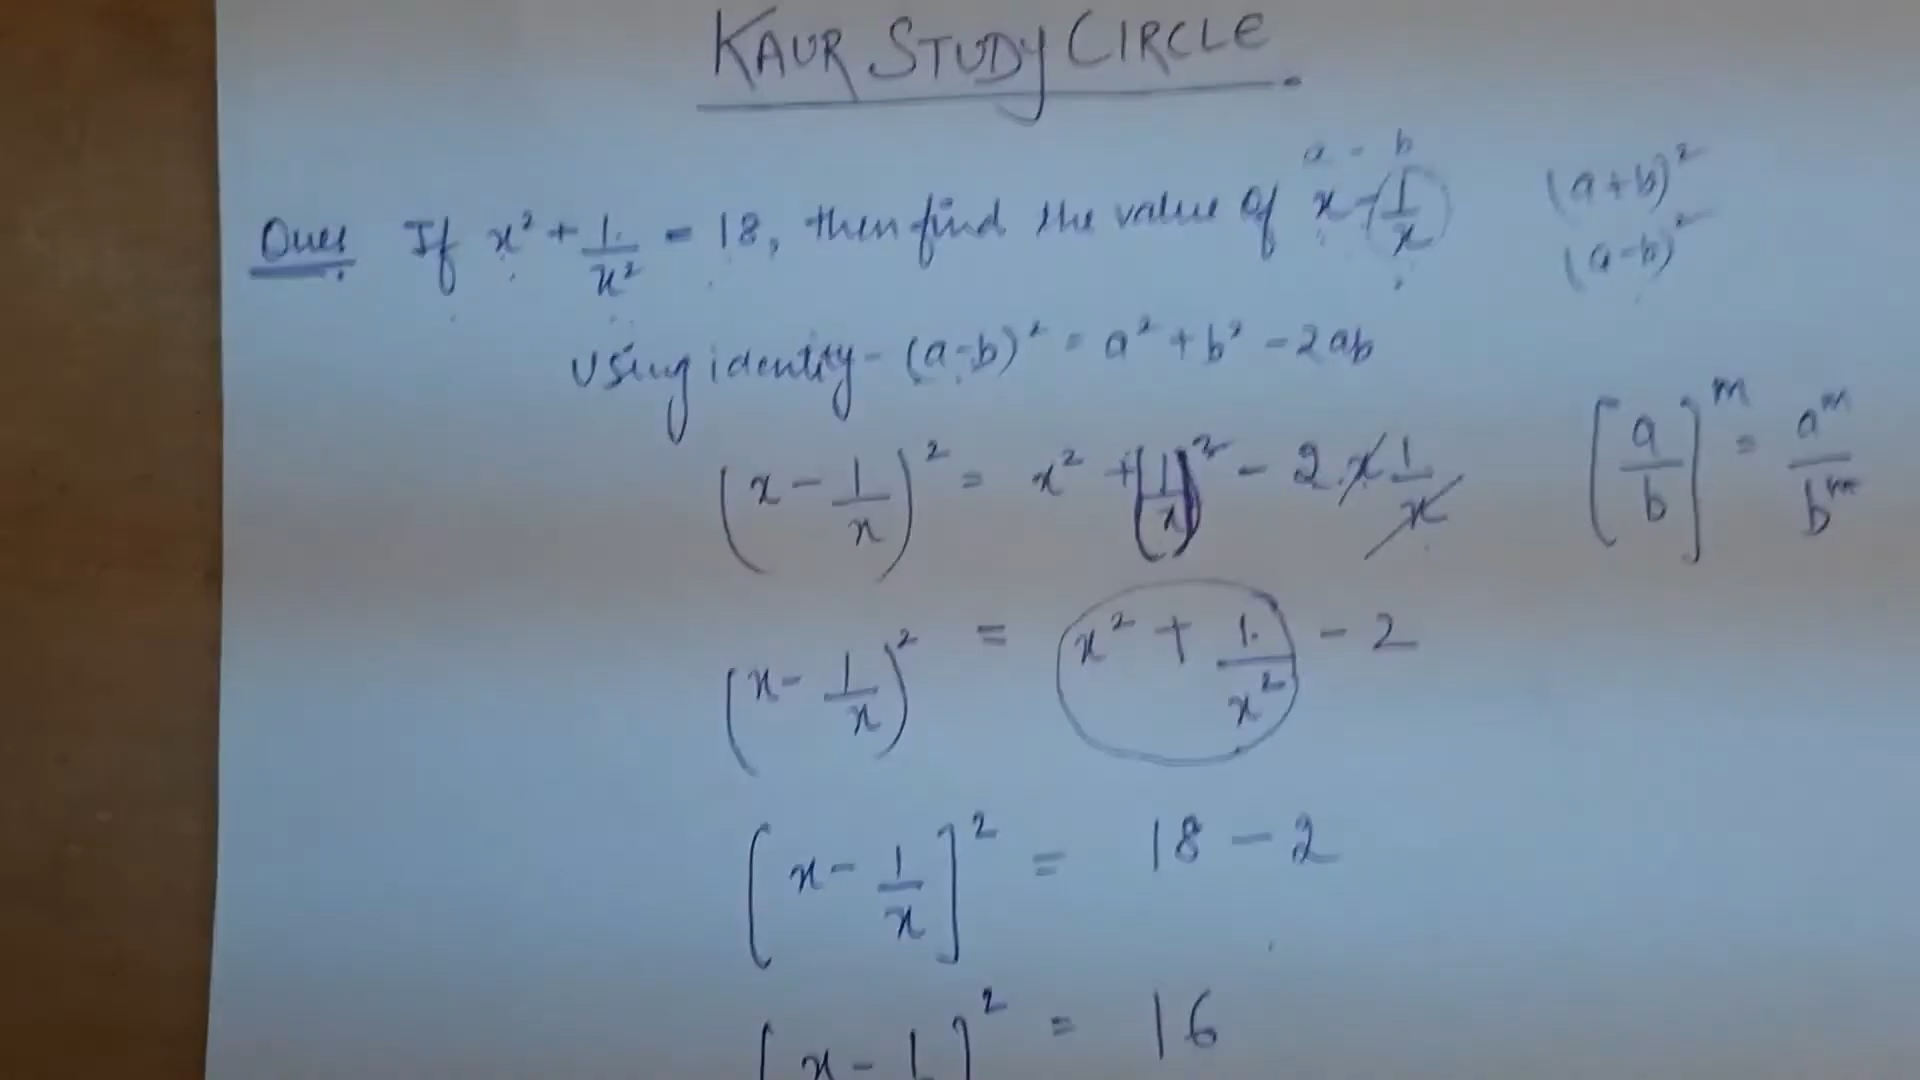 KAUR STUDY CIRCLE
a - b
Ques If x² + 1/x² = 18, then find the value of x - 1/x
(a+b)²
(a-b)²
Using identity - (a-b)² = a² + b² - 2ab
(x - 1/x)² = x² + (1/x)² - 2 x 1/x
[a/b]^m = a^m/b^m
(x - 1/x)² = x² + 1/x² - 2
[x - 1/x]² = 18 - 2
[x - 1]² = 16